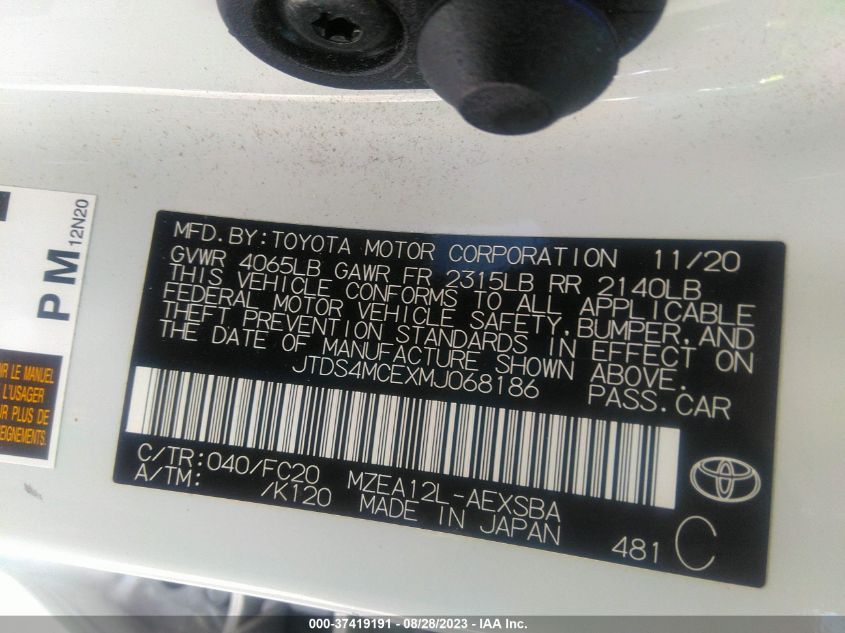 MFD.BY:TOYOTA MOTOR CORPORATION 11/20
GVWR 4065LB GAWR FR 2315LB RR 2140LB
THIS VEHICLE CONFORMS TO ALL APPLICABLE
FEDERAL MOTOR VEHICLE SAFETY,BUMPER,AND
THEFT PREVENTION STANDARDS IN EFFECT ON
THE DATE OF MANUFACTURE SHOWN ABOVE.
JTDS4MCEXMJ068186 PASS.CAR
C/TR:040/FC20 MZEA12L-AEXSBA
A/TM: /K120 MADE IN JAPAN
481 C
PM 12N20
LE MANUEL
L'USAGER
PLUS DE
000-37419191 - 08/28/2023 - IAA Inc.